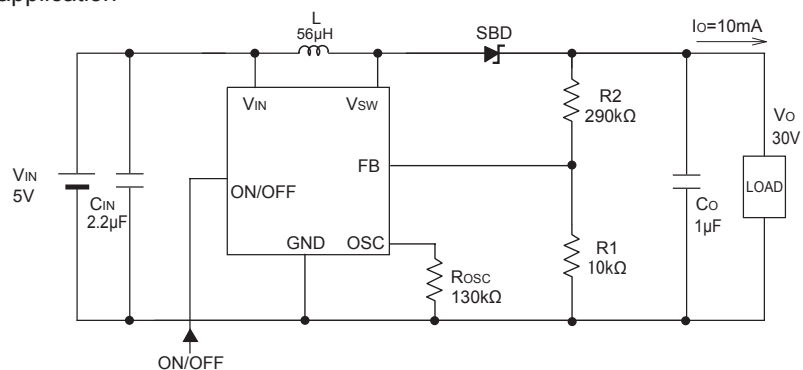 application
L
56µH
SBD
IO=10mA
VIN
VSW
R2
290kΩ
VO
30V
FB
VIN
5V
CIN
2.2µF
ON/OFF
LOAD
CO
1µF
GND
OSC
R1
10kΩ
ROSC
130kΩ
ON/OFF